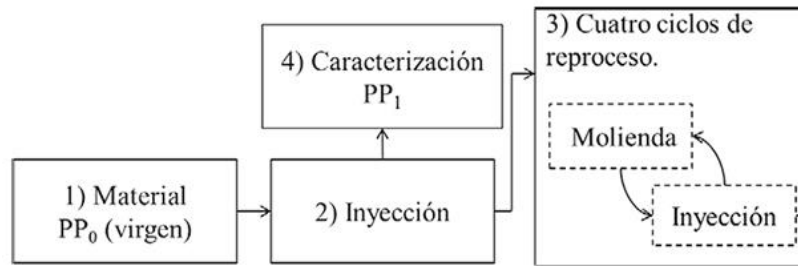 1) Material
PP₀ (virgen)
2) Inyección
4) Caracterización
PP₁
3) Cuatro ciclos de
reproceso.
Molienda
Inyección